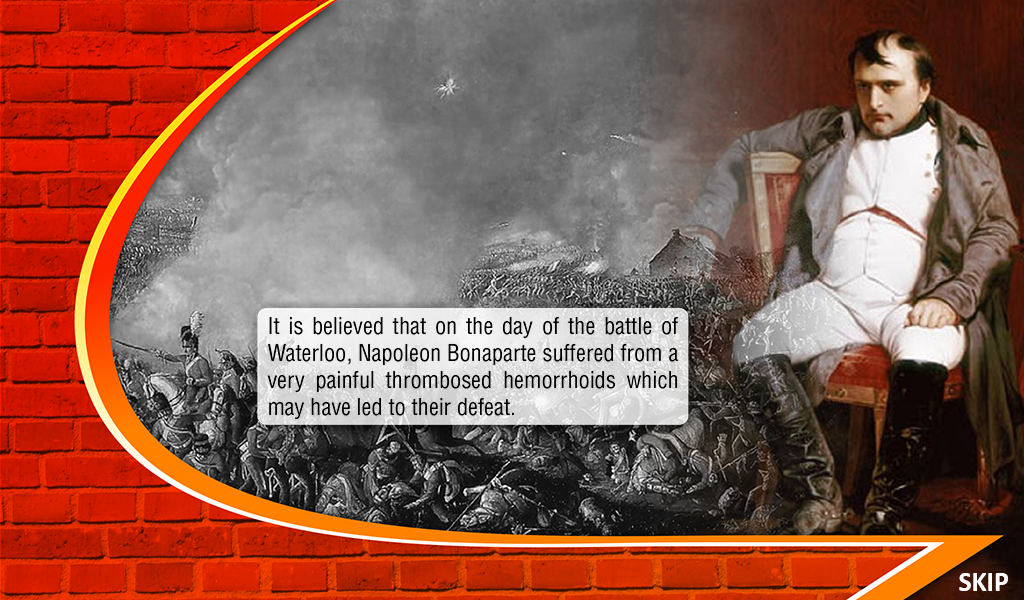 It is believed that on the day of the battle of
Waterloo, Napoleon Bonaparte suffered from a
very painful thrombosed hemorrhoids which
may have led to their defeat.
SKIP